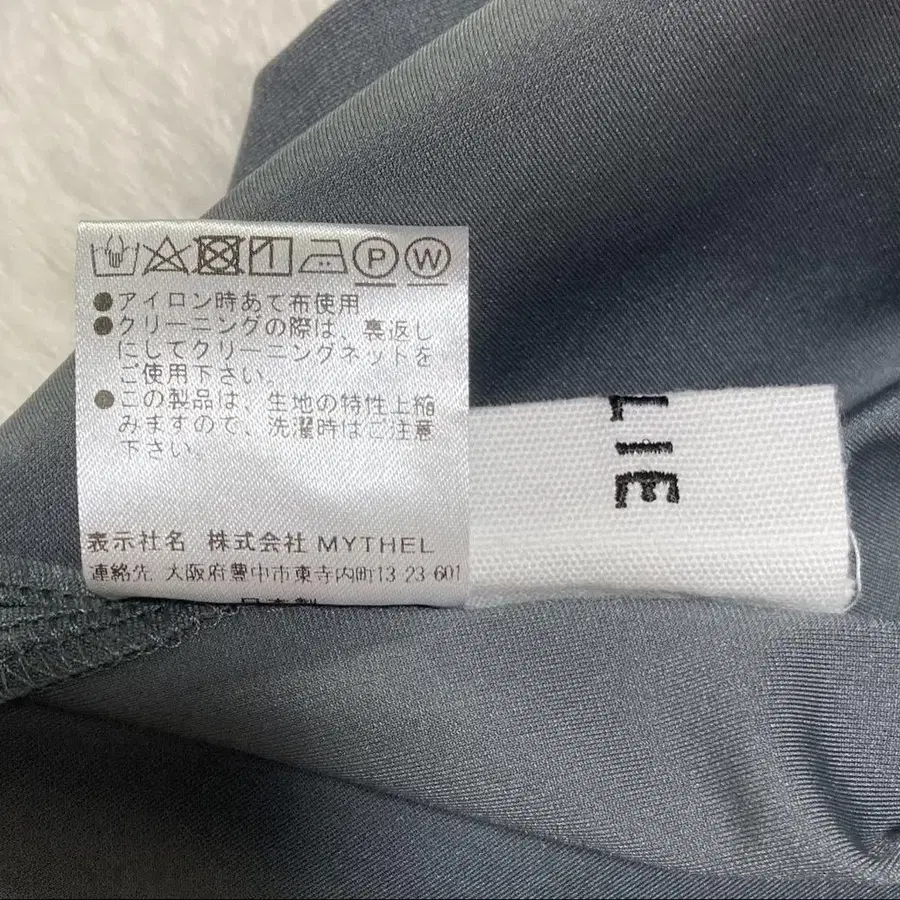 P W
●アイロン時あて布使用
●クリーニングの際は、裏返し
にしてクリーニングネットを
ご使用下さい。
●この製品は、生地の特性上縮
みますので、洗濯時はご注意
下さい。
表示社名 株式会社 MYTHEL
連絡先 大阪府豊中市東寺内町13-23-601
日本製
LIE